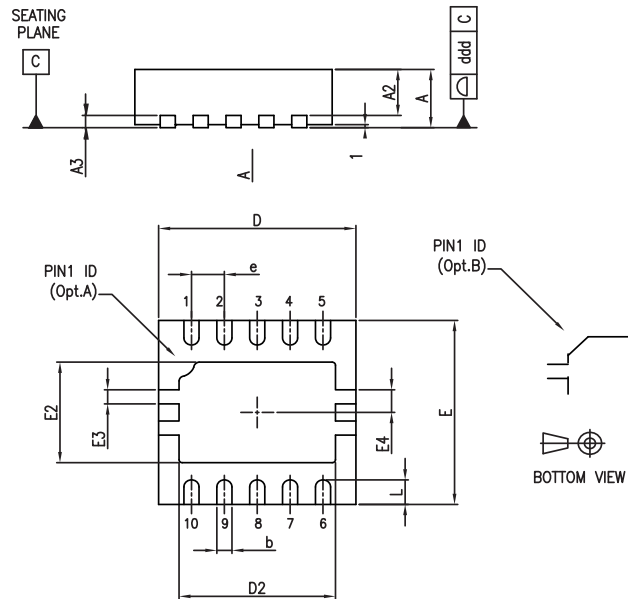 SEATING
PLANE
C
C
ddd
A2
A
A3
1
A
D
PIN1 ID
(Opt.A)
e
PIN1 ID
(Opt.B)
1 2 3 4 5
E2
E3
E4
E
L
BOTTOM VIEW
10 9 8 7 6
b
D2